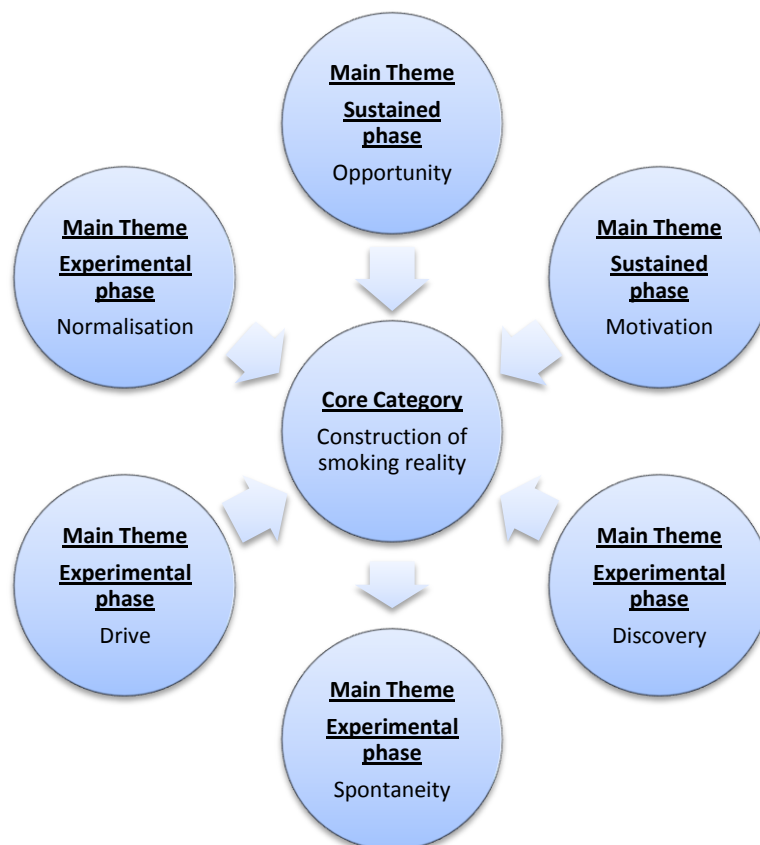 Main Theme
Sustained
phase
Opportunity
Main Theme
Experimental
phase
Normalisation
Main Theme
Sustained
phase
Motivation
Core Category
Construction of
smoking reality
Main Theme
Experimental
phase
Drive
Main Theme
Experimental
phase
Discovery
Main Theme
Experimental
phase
Spontaneity